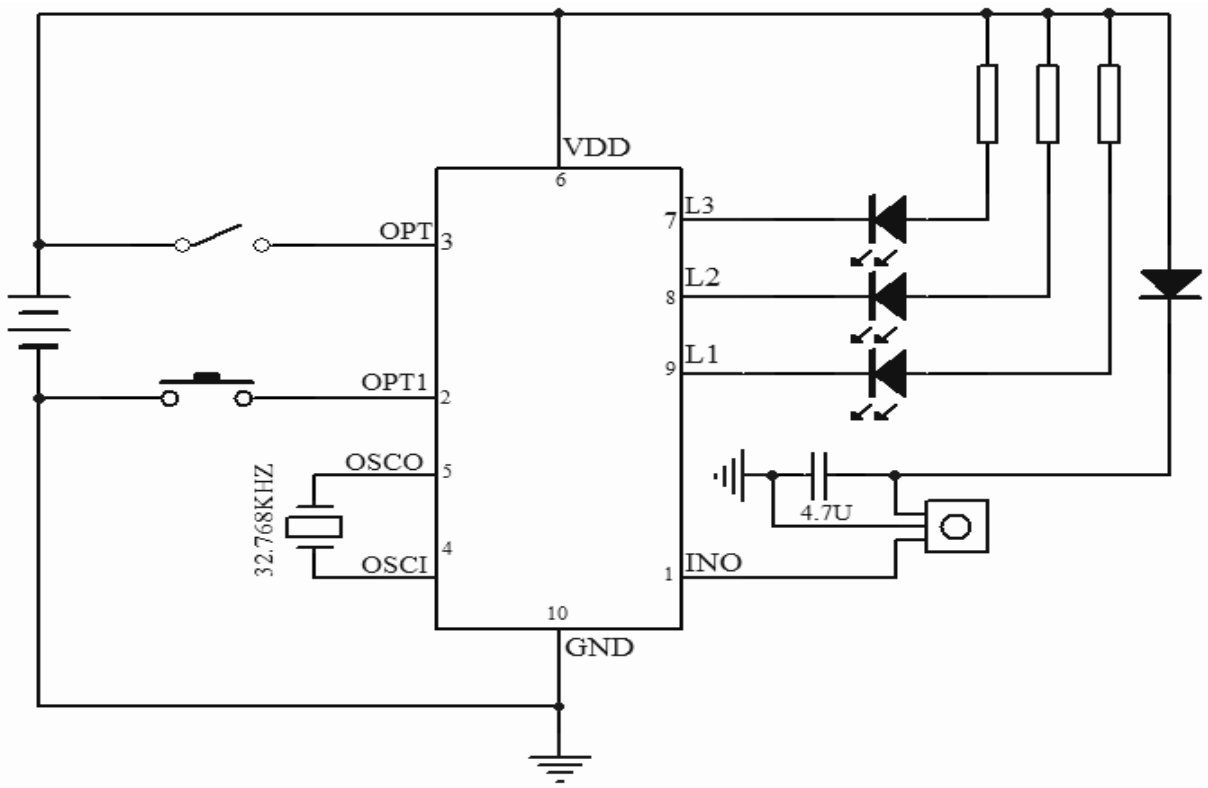 VDD
6
OPT
3
L3
7
L2
8
L1
9
OPT1
2
OSCO
5
32.768KHZ
4.7U
4
OSCI
INO
1
10
GND